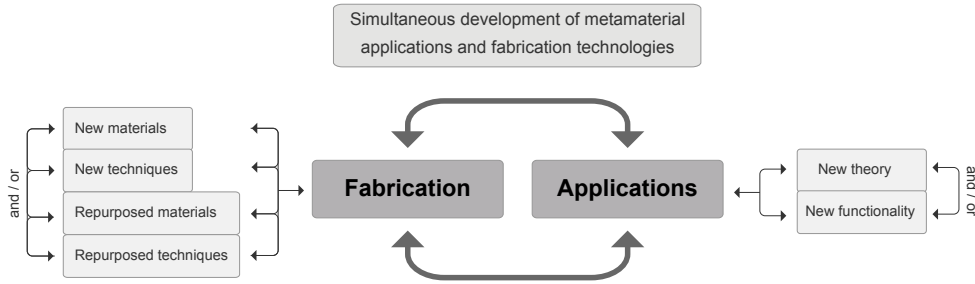 Simultaneous development of metamaterial
applications and fabrication technologies
and / or
New materials
New techniques
Repurposed materials
Repurposed techniques
Fabrication
Applications
New theory
New functionality
and / or